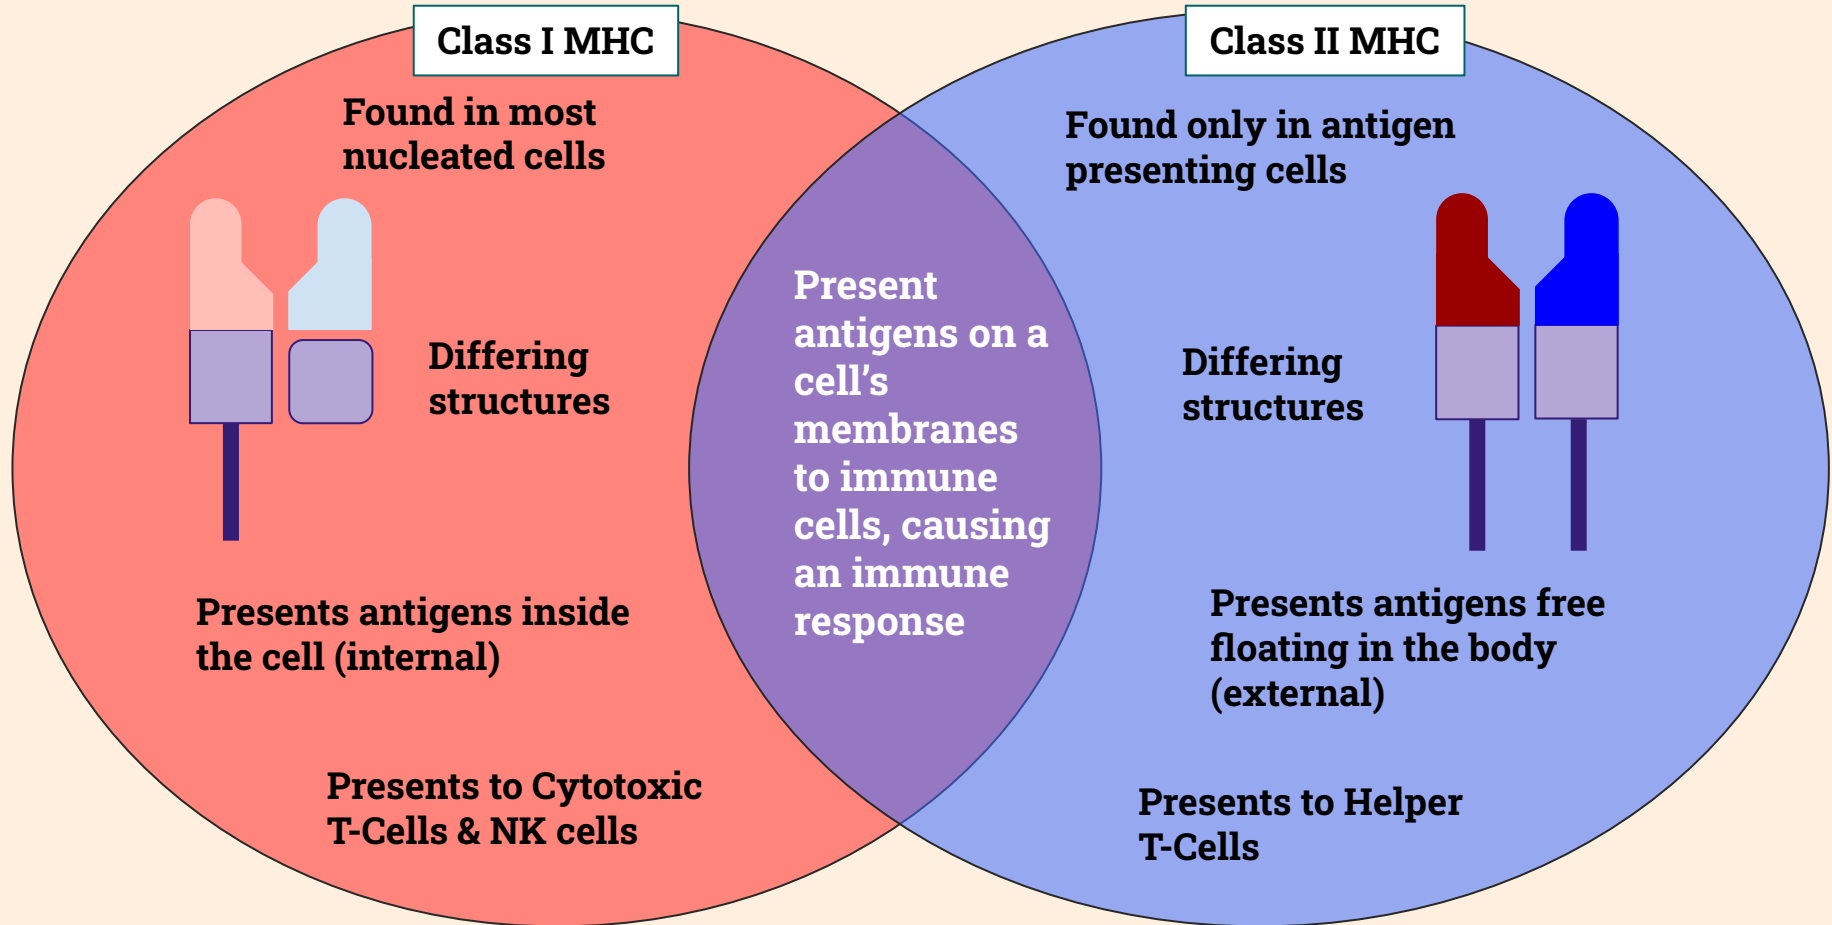 Class I MHC
Found in most
nucleated cells
Differing
structures
Presents antigens inside
the cell (internal)
Presents to Cytotoxic
T-Cells & NK cells
Present
antigens on a
cell’s
membranes
to immune
cells, causing
an immune
response
Class II MHC
Found only in antigen
presenting cells
Differing
structures
Presents antigens free
floating in the body
(external)
Presents to Helper
T-Cells